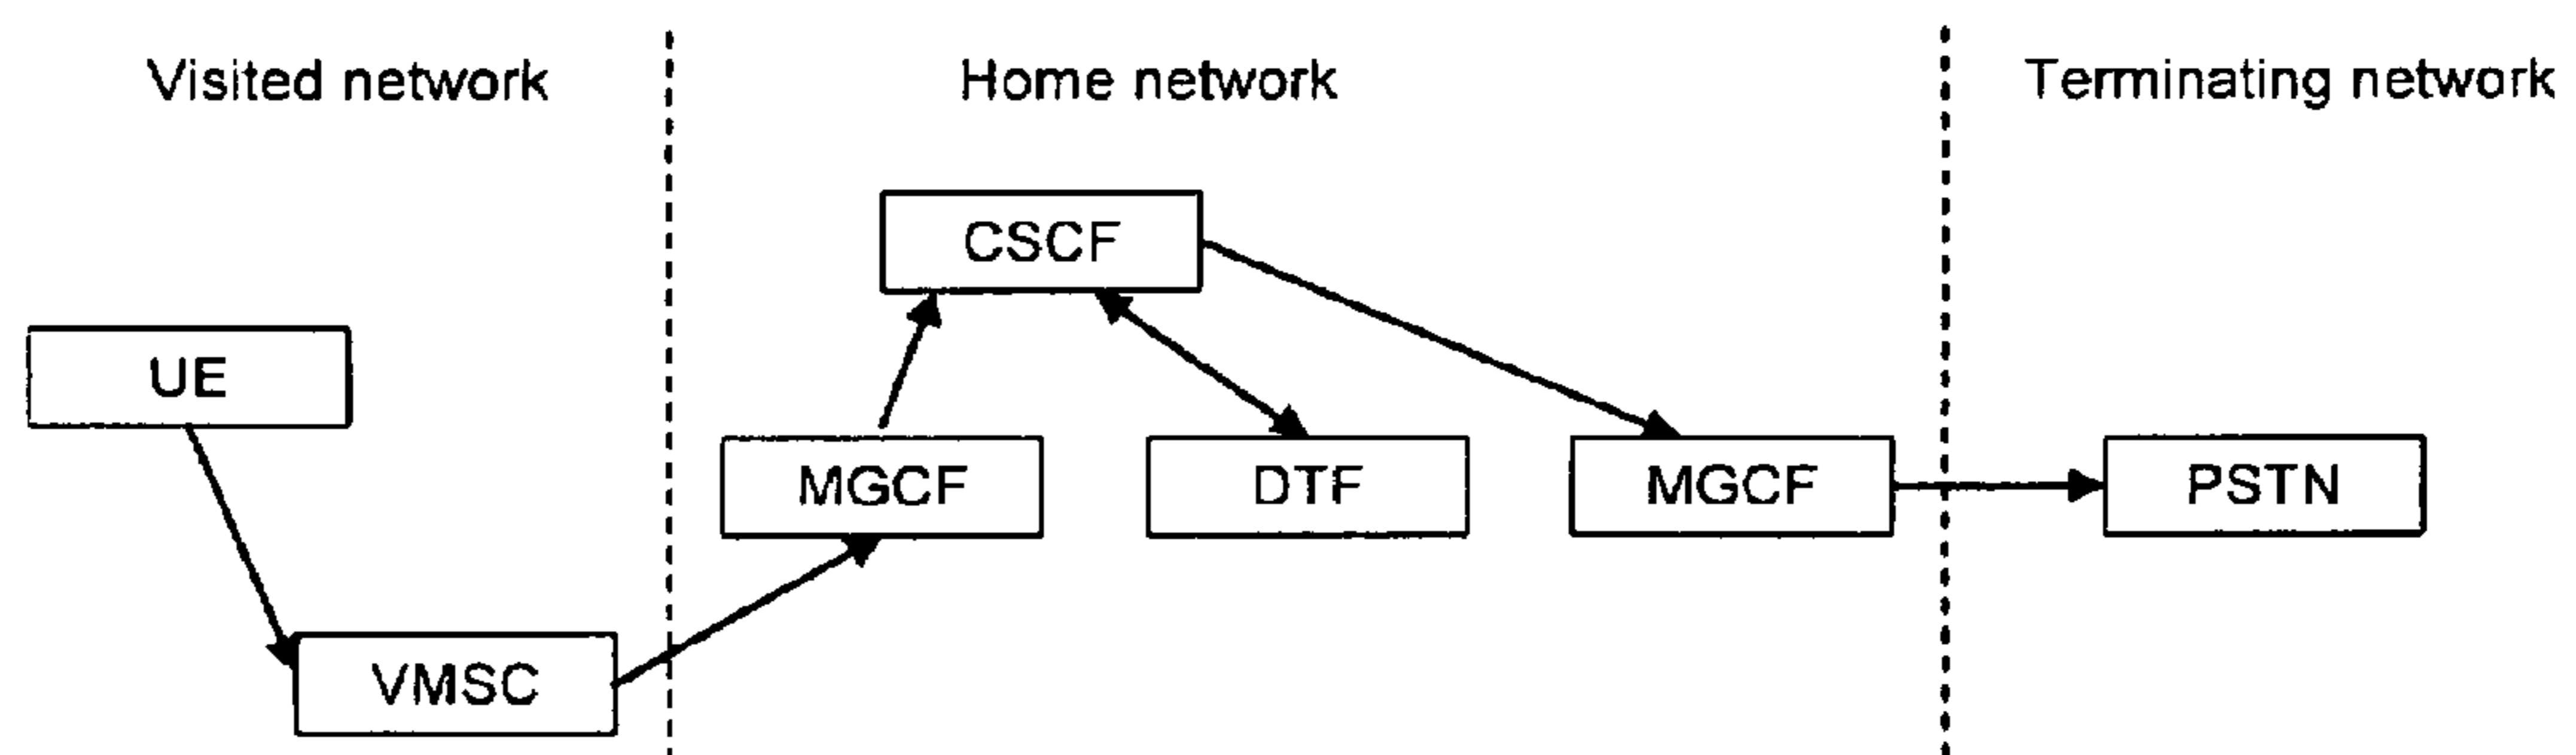 Visited network
Home network
Terminating network
CSCF
UE
MGCF
DTF
MGCF
PSTN
VMSC